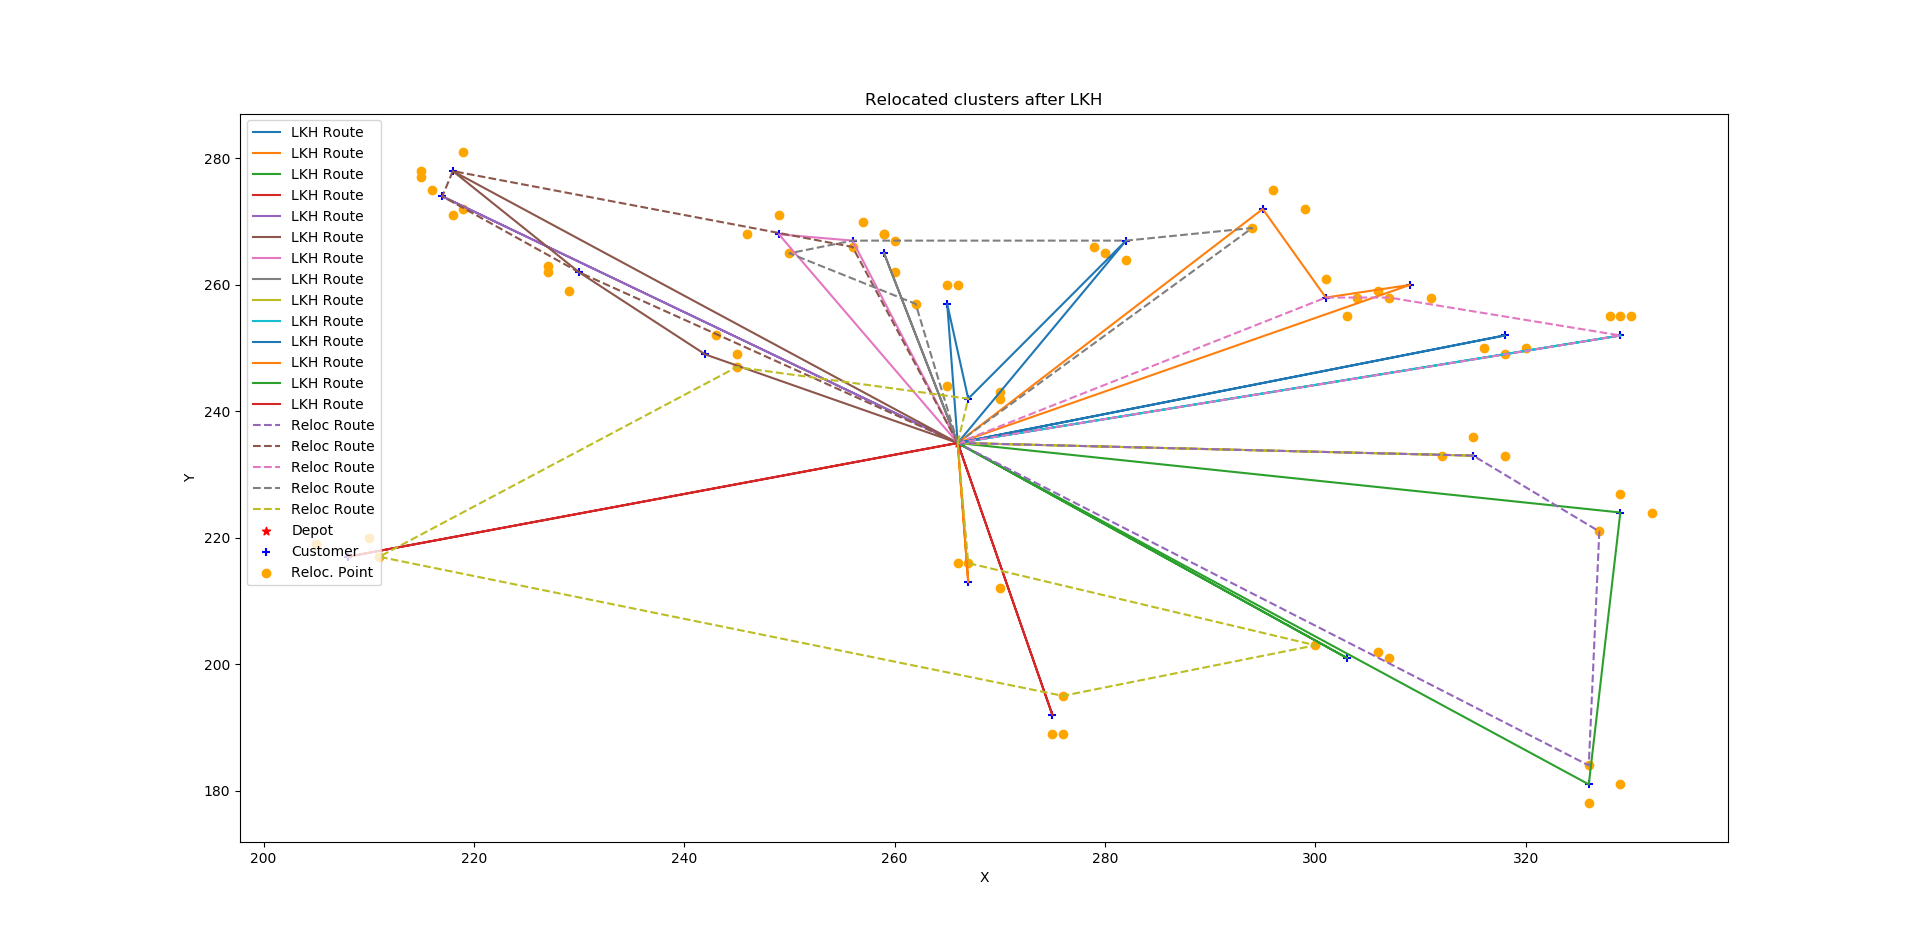 Relocated clusters after LKH
LKH Route
LKH Route
LKH Route
LKH Route
LKH Route
LKH Route
LKH Route
LKH Route
LKH Route
LKH Route
LKH Route
LKH Route
LKH Route
LKH Route
Reloc Route
Reloc Route
Reloc Route
Reloc Route
Reloc Route
Depot
Customer
Reloc. Point
280
260
240
220
200
180
Y
200
220
240
260
280
300
320
X